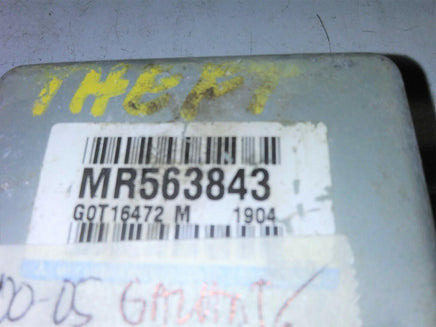 THEFT
MR563843
G0T16472 M 1904
00-05 GALANT